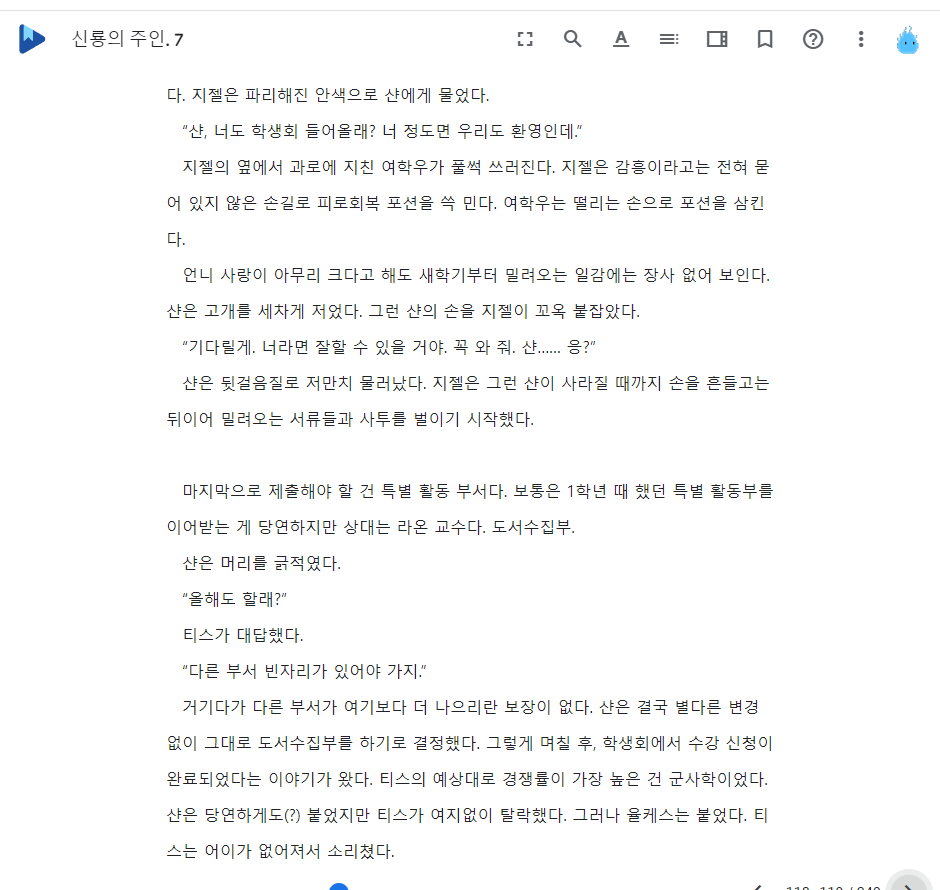 신룡의 주인. 7
다. 지젤은 파리해진 안색으로 샨에게 물었다.
“샨, 너도 학생회 들어올래? 너 정도면 우리도 환영인데.”
지젤의 옆에서 과로에 지친 여학우가 풀썩 쓰러진다. 지젤은 감흥이라고는 전혀 묻
어 있지 않은 손길로 피로회복 포션을 쓱 민다. 여학우는 떨리는 손으로 포션을 삼킨
다.
언니 사랑이 아무리 크다고 해도 새학기부터 밀려오는 일감에는 장사 없어 보인다.
샨은 고개를 세차게 저었다. 그런 샨의 손을 지젤이 꼬옥 붙잡았다.
“기다릴게. 너라면 잘할 수 있을 거야. 꼭 와 줘. 샨...... 응?”
샨은 뒷걸음질로 저만치 물러났다. 지젤은 그런 샨이 사라질 때까지 손을 흔들고는
뒤이어 밀려오는 서류들과 사투를 벌이기 시작했다.
마지막으로 제출해야 할 건 특별 활동 부서다. 보통은 1학년 때 했던 특별 활동부를
이어받는 게 당연하지만 상대는 라온 교수다. 도서수집부.
샨은 머리를 긁적였다.
“올해도 할래?”
티스가 대답했다.
“다른 부서 빈자리가 있어야 가지.”
거기다가 다른 부서가 여기보다 더 나으리란 보장이 없다. 샨은 결국 별다른 변경
없이 그대로 도서수집부를 하기로 결정했다. 그렇게 며칠 후, 학생회에서 수강 신청이
완료되었다는 이야기가 왔다. 티스의 예상대로 경쟁률이 가장 높은 건 군사학이었다.
샨은 당연하게도(?) 붙었지만 티스가 여지없이 탈락했다. 그러나 율케스는 붙었다. 티
스는 어이가 없어져서 소리쳤다.